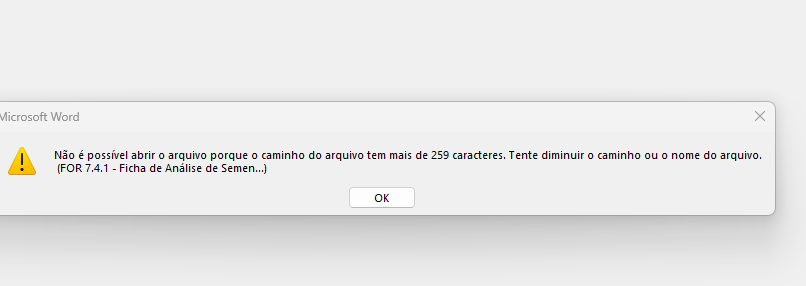 Microsoft Word
Não é possível abrir o arquivo porque o caminho do arquivo tem mais de 259 caracteres. Tente diminuir o caminho ou o nome do arquivo.
(FOR 7.4.1 - Ficha de Análise de Semen...)
OK